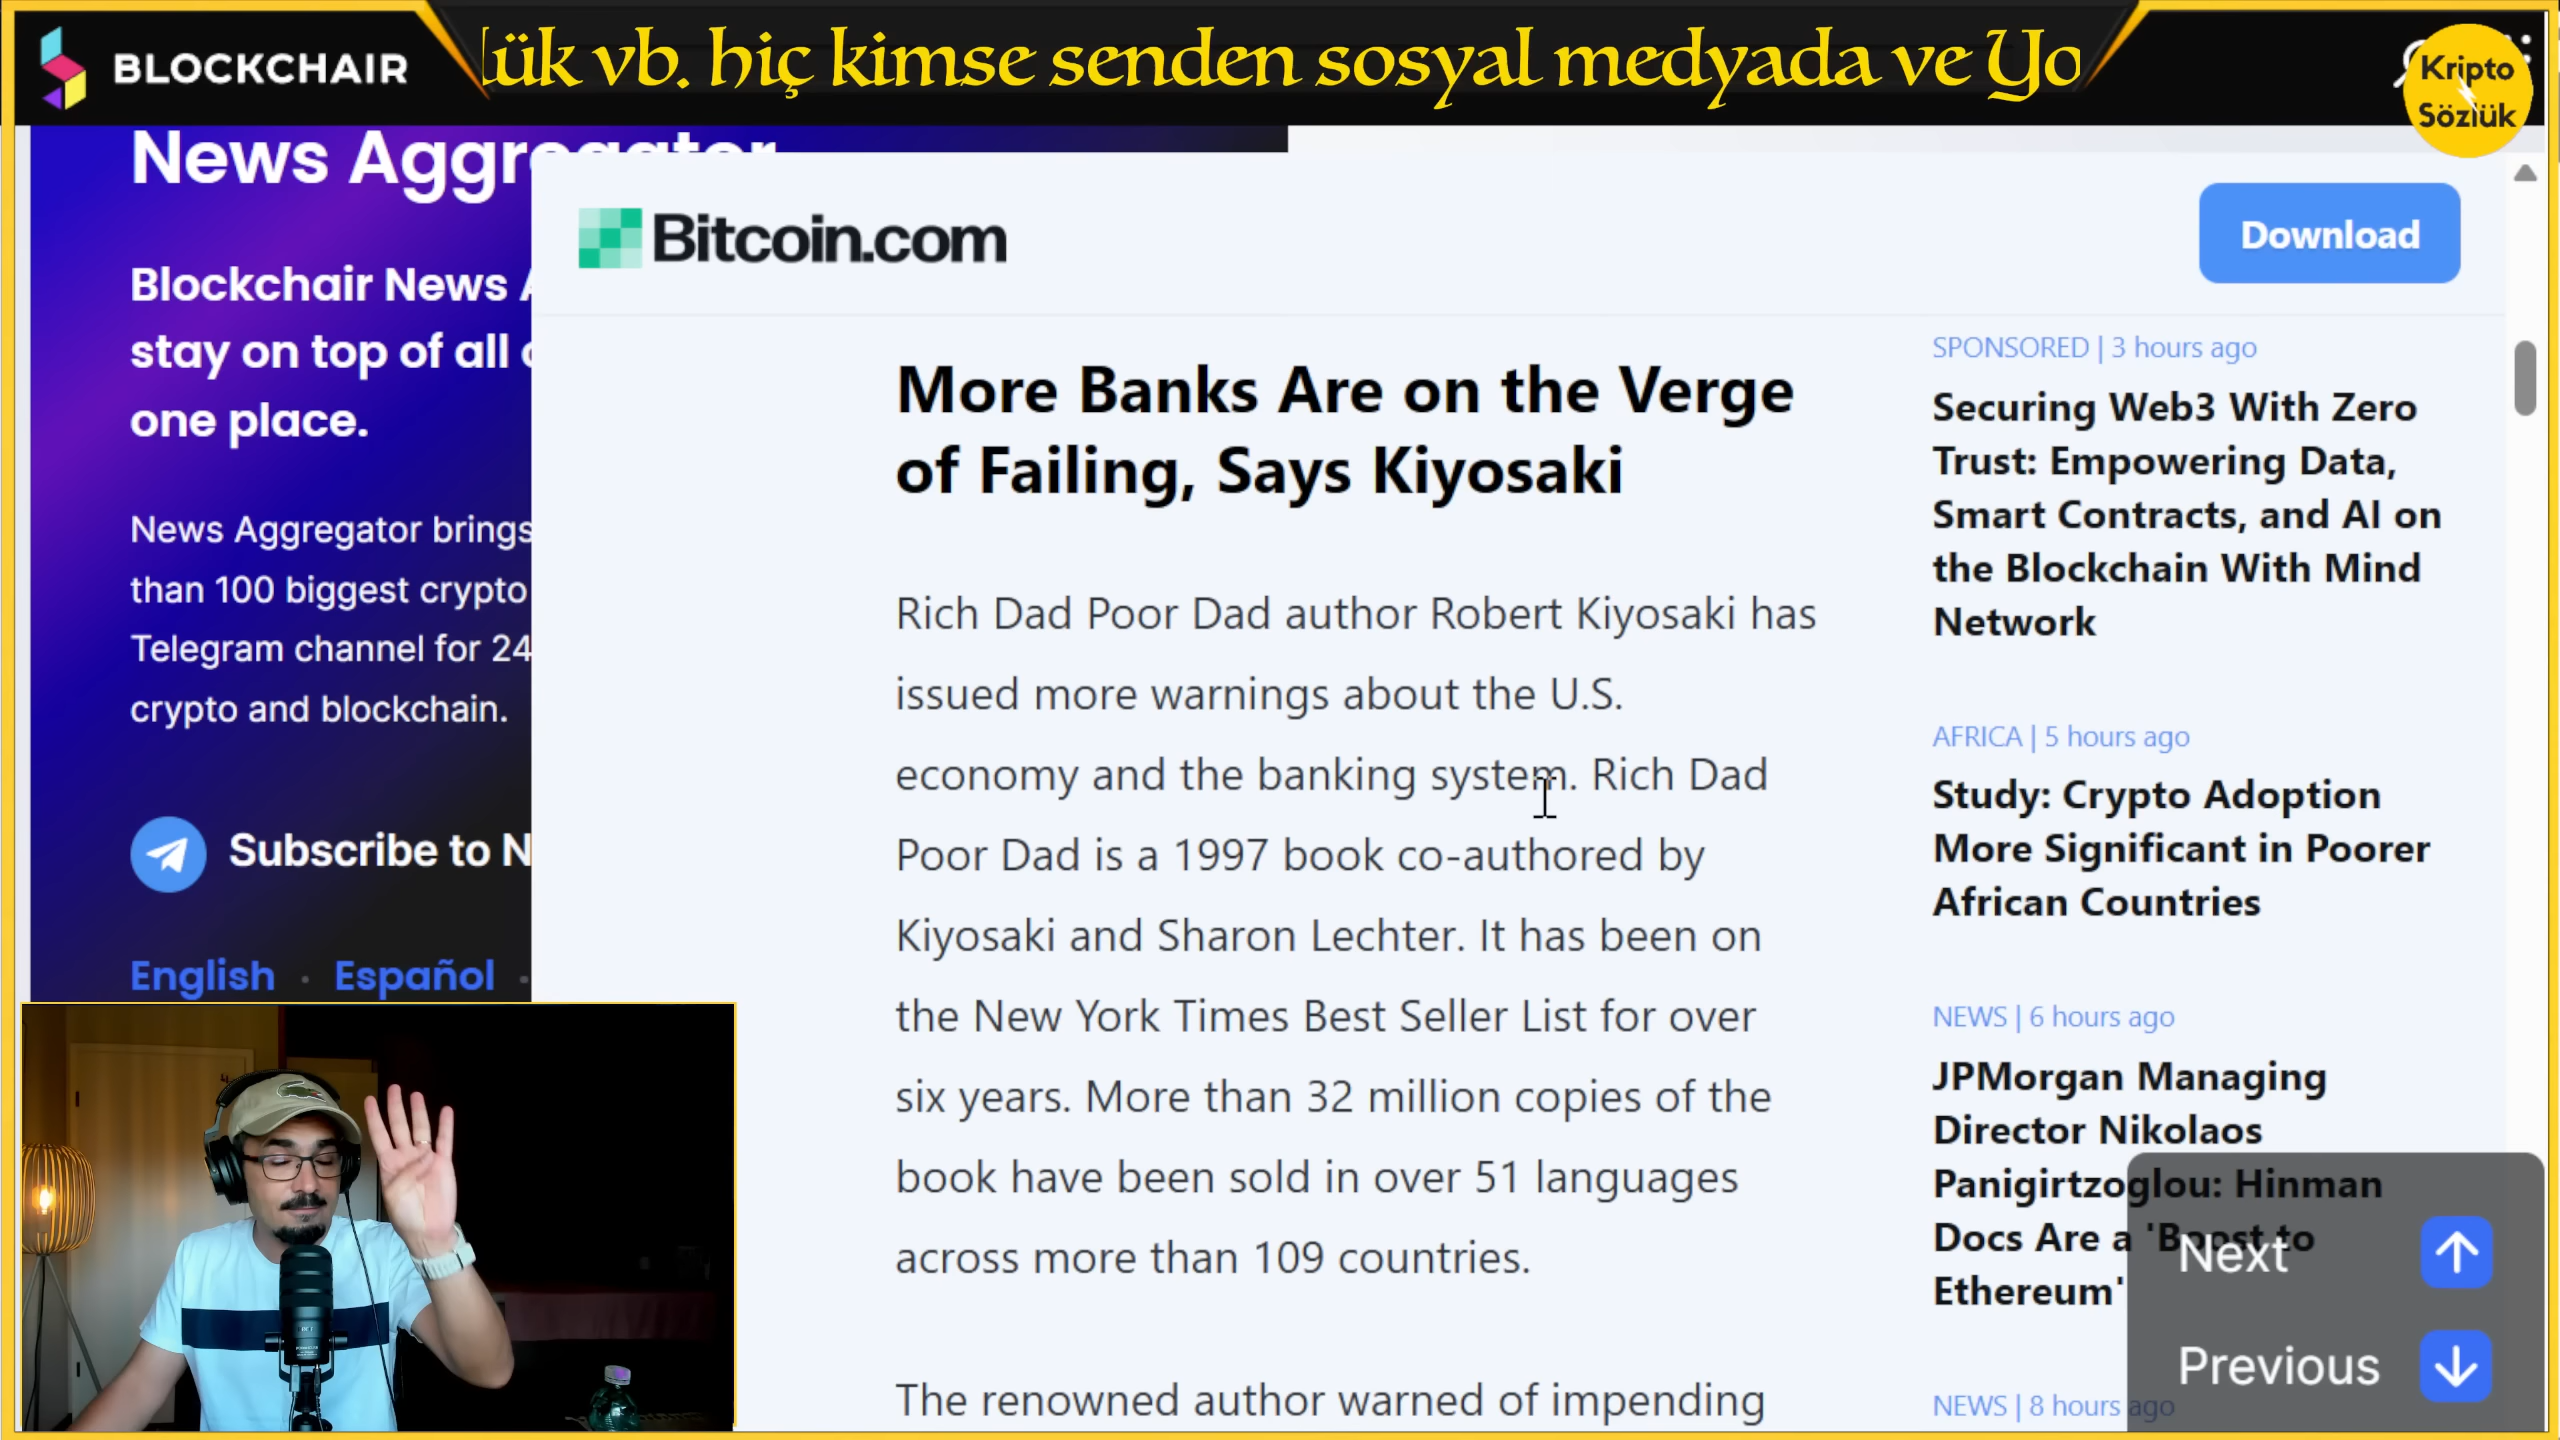 BLOCKCHAIR
vb. hiç kimse senden sosyal medyada ve
Kripto
Sözlük
News
Blockchair News
stay on top of all
one place.
News Aggregator brings
than 100 biggest crypto
Telegram channel for 24
crypto and blockchain.
Subscribe to N
English · Español ·
Bitcoin.com
Download
More Banks Are on the Verge
of Failing, Says Kiyosaki
Rich Dad Poor Dad author Robert Kiyosaki has
issued more warnings about the U.S.
economy and the banking system. Rich Dad
Poor Dad is a 1997 book co-authored by
Kiyosaki and Sharon Lechter. It has been on
the New York Times Best Seller List for over
six years. More than 32 million copies of the
book have been sold in over 51 languages
across more than 109 countries.
The renowned author warned of impending
SPONSORED | 3 hours ago
Securing Web3 With Zero
Trust: Empowering Data,
Smart Contracts, and AI on
the Blockchain With Mind
Network
AFRICA | 5 hours ago
Study: Crypto Adoption
More Significant in Poorer
African Countries
NEWS | 6 hours ago
JPMorgan Managing
Director Nikolaos
Panigirtzoglou: Hinman
Docs Are a 'Boost to
Ethereum'
NEWS | 8 hours ago
Next
Previous